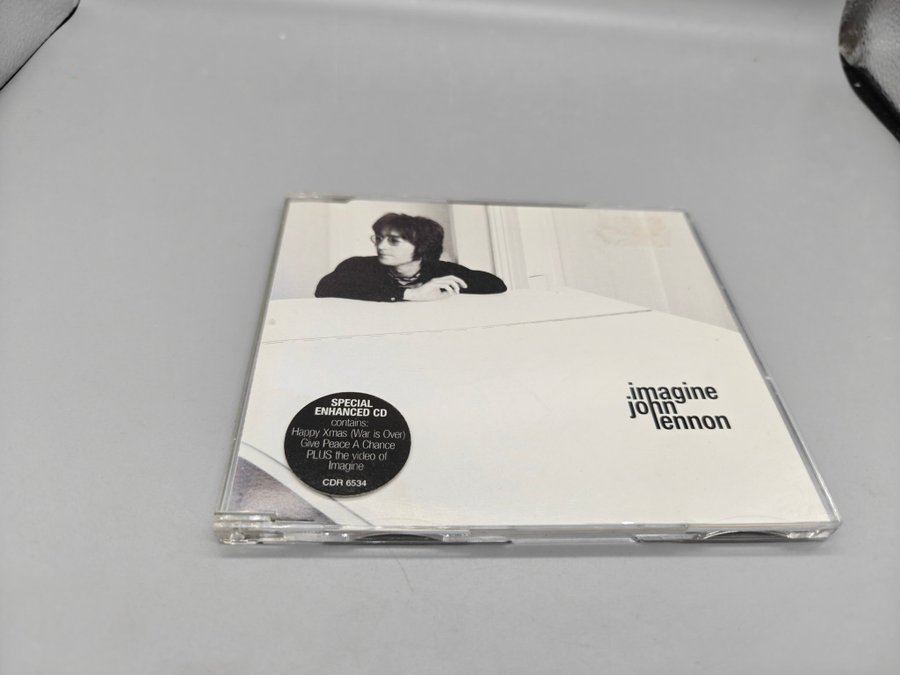 .imagine
john
lennon
SPECIAL
ENHANCED CD
contains:
Happy Xmas (War is Over)
Give Peace A Chance
PLUS the video of
Imagine
CDR 6534